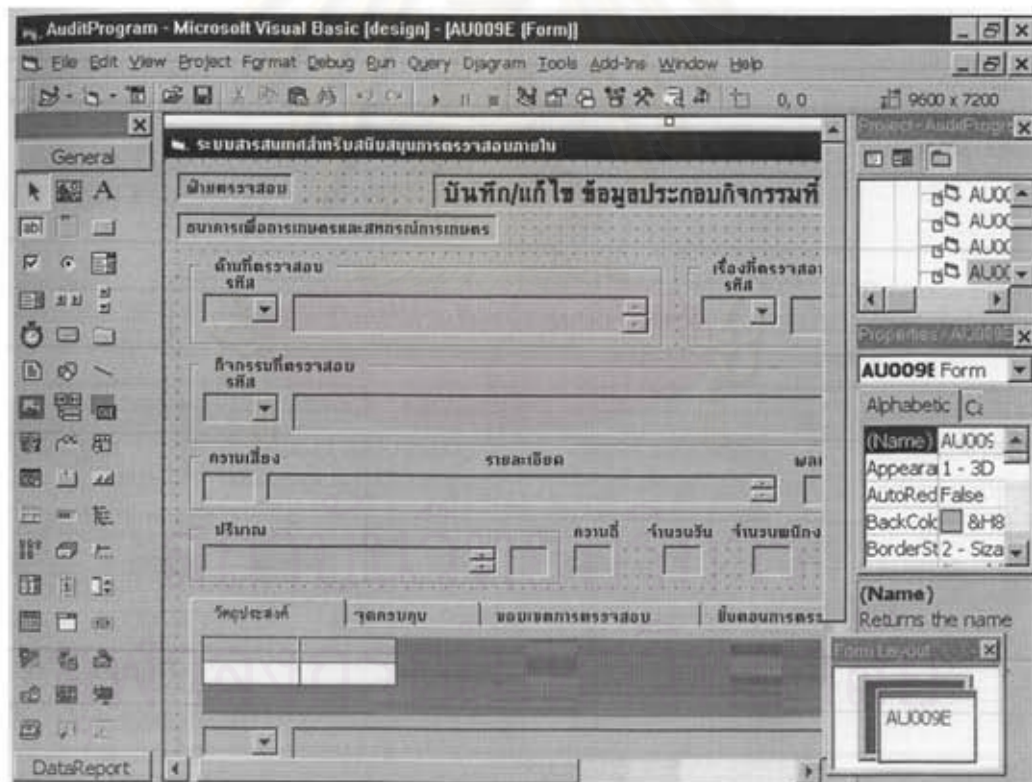 AuditProgram - Microsoft Visual Basic [design] - [AU009E (Form)]
File Edit View Project Format Debug Run Query Diagram Tools Add-Ins Window Help
0, 0 9600 x 7200
General
ระบบสารสนเทศสำหรับสนับสนุนการตรวจสอบภายใน
ฝ่ายตรวจสอบ
บันทึก/แก้ไข ข้อมูลประกอบกิจกรรมที่
ธนาคารเพื่อการเกษตรและสหกรณ์การเกษตร
ด้านที่ตรวจสอบ
รหัส
เรื่องที่ตรวจสอบ
รหัส
กิจกรรมที่ตรวจสอบ
รหัส
ความเสี่ยง รายละเอียด
ปริมาณ ความถี่ จำนวนวัน จำนวนพนักง
วัตถุประสงค์ จุดควบคุม ขอบเขตการตรวจสอบ ขั้นตอนการตรว
DataReport
Project - AuditProgr
AU0
AU0
AU0
AU0
Properties - AU009E
AU009E Form
Alphabetic Ca
(Name) AU009
Appeara 1 - 3D
AutoRed False
BackColo &H8
BorderSt 2 - Siza
(Name)
Returns the name
Form Layout
AU009E